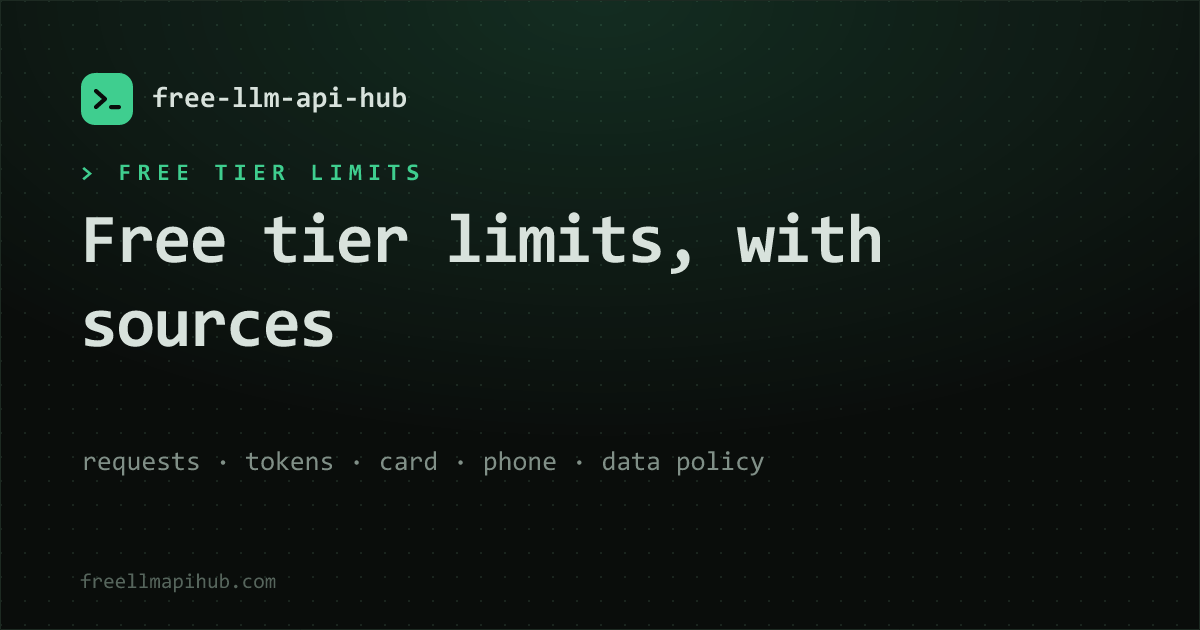 >_ free-llm-api-hub
> FREE TIER LIMITS
Free tier limits, with
sources
requests · tokens · card · phone · data policy
freellmapihub.com